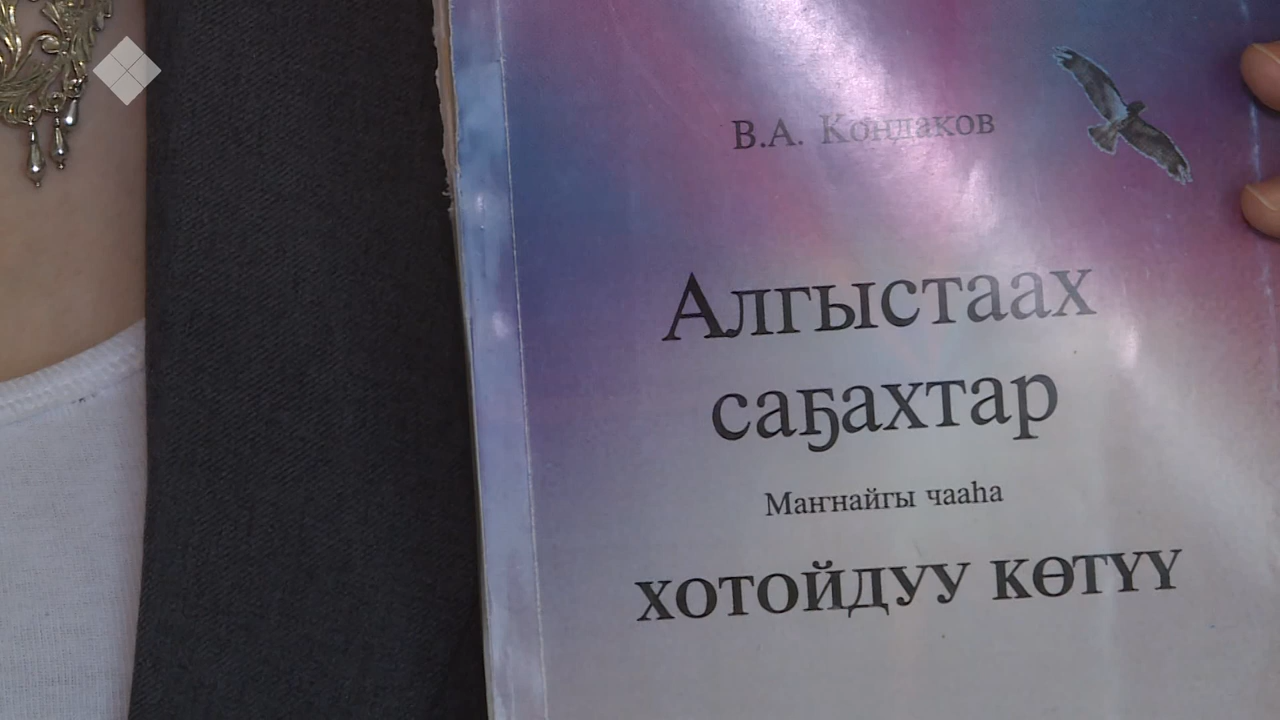 В.А. Кондаков
Алгыстаах
саҕахтар
Маҥнайгы чааһа
ХОТОЙДУУ КӨТҮҮ